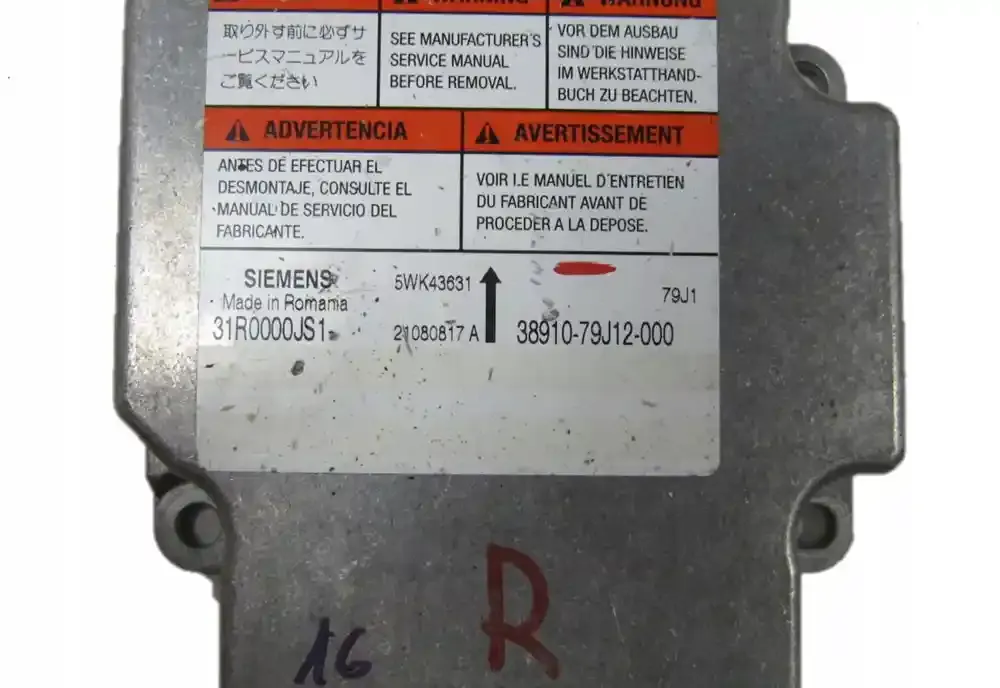 WARNING
WARNUNG
取り外す前に必ずサ
ービスマニュアルを
ご覧ください
SEE MANUFACTURER'S
SERVICE MANUAL
BEFORE REMOVAL.
VOR DEM AUSBAU
SIND DIE HINWEISE
IM WERKSTATTHAND-
BUCH ZU BEACHTEN.
ADVERTENCIA
AVERTISSEMENT
ANTES DE EFECTUAR EL
DESMONTAJE, CONSULTE EL
MANUAL DE SERVICIO DEL
FABRICANTE.
VOIR LE MANUEL D'ENTRETIEN
DU FABRICANT AVANT DE
PROCEDER A LA DEPOSE.
SIEMENS
5WK43631
79J1
Made in Romania
31R0000JS1
21080817 A
38910-79J12-000
R
16